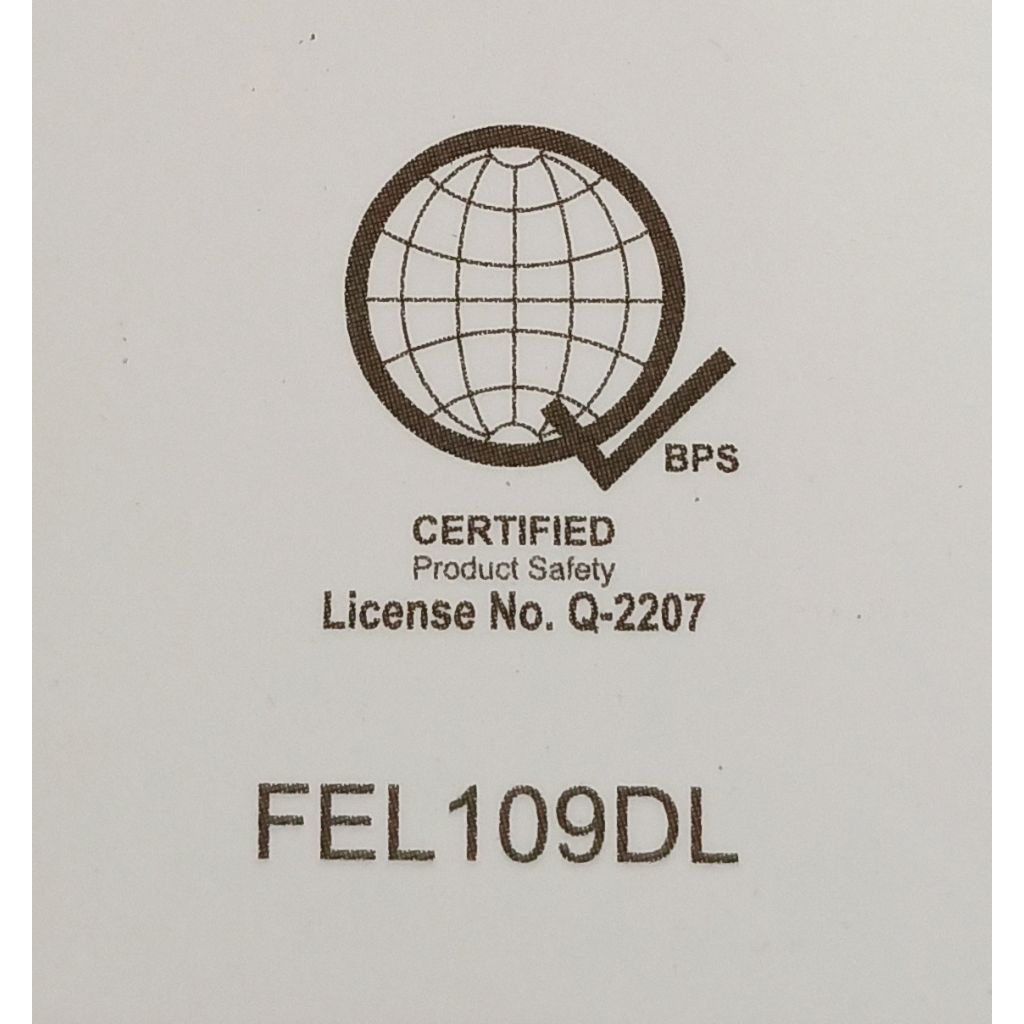 BPS
CERTIFIED
Product Safety
License No. Q-2207
FEL109DL